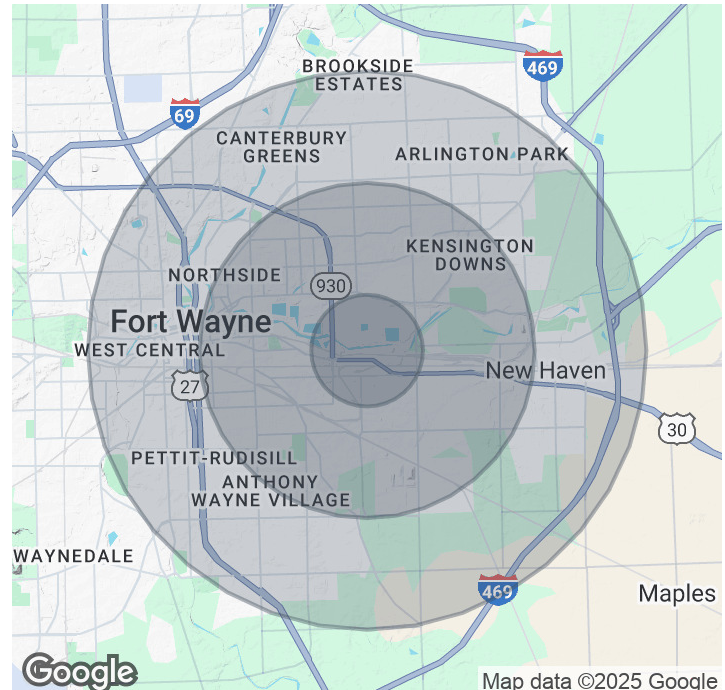 BROOKSIDE
ESTATES
469
69
CANTERBURY
GREENS
ARLINGTON PARK
KENSINGTON
DOWNS
NORTHSIDE
930
Fort Wayne
WEST CENTRAL
New Haven
27
30
PETTIT-RUDISILL
ANTHONY
WAYNE VILLAGE
WAYNEDALE
469
Maples
Google
Map data ©2025 Google